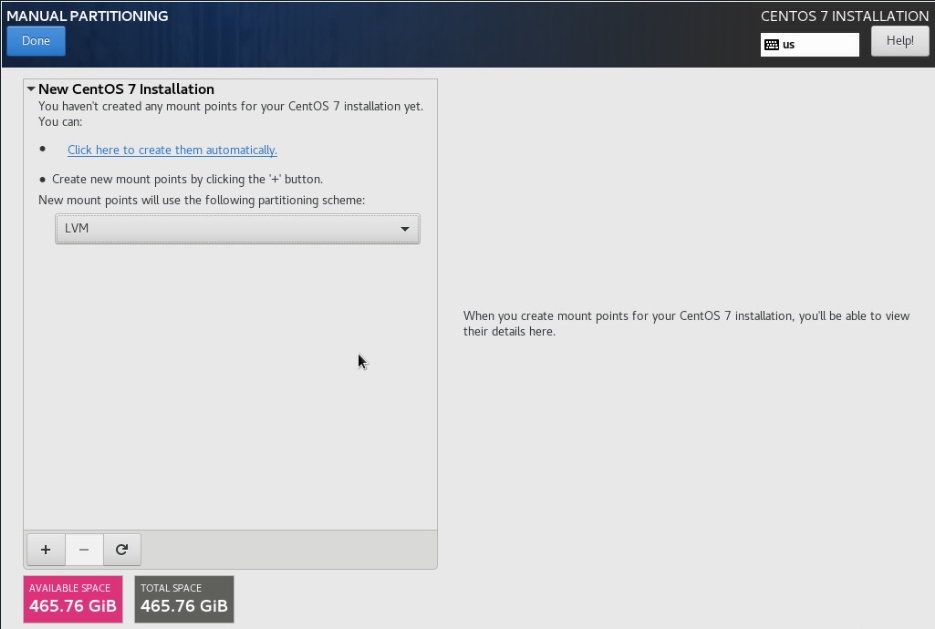 MANUAL PARTITIONING
CENTOS 7 INSTALLATION
Done
us
Help!
New CentOS 7 Installation
You haven't created any mount points for your CentOS 7 installation yet.
You can:
• Click here to create them automatically.
• Create new mount points by clicking the '+' button.
New mount points will use the following partitioning scheme:
LVM
When you create mount points for your CentOS 7 installation, you'll be able to view
their details here.
+ −
AVAILABLE SPACE
465.76 GiB
TOTAL SPACE
465.76 GiB